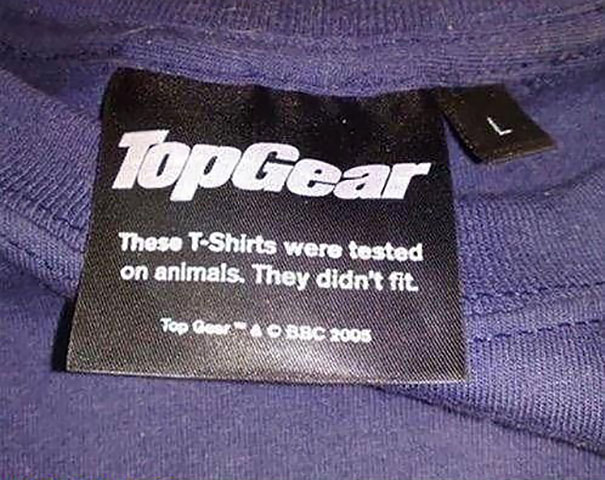 TopGear
L
These T-Shirts were tested
on animals. They didn't fit.
Top Gear™ & © BBC 2005